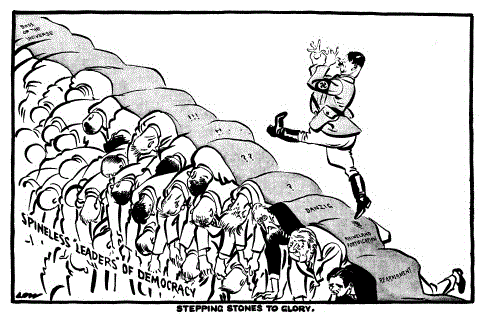 BOSS
OF THE
UNIVERSE
!!!
!!
??
?
DANZIG
RHINELAND
FORTIFICATION
REARMAMENT
SPINELESS LEADERS OF DEMOCRACY
LOW
STEPPING STONES TO GLORY.